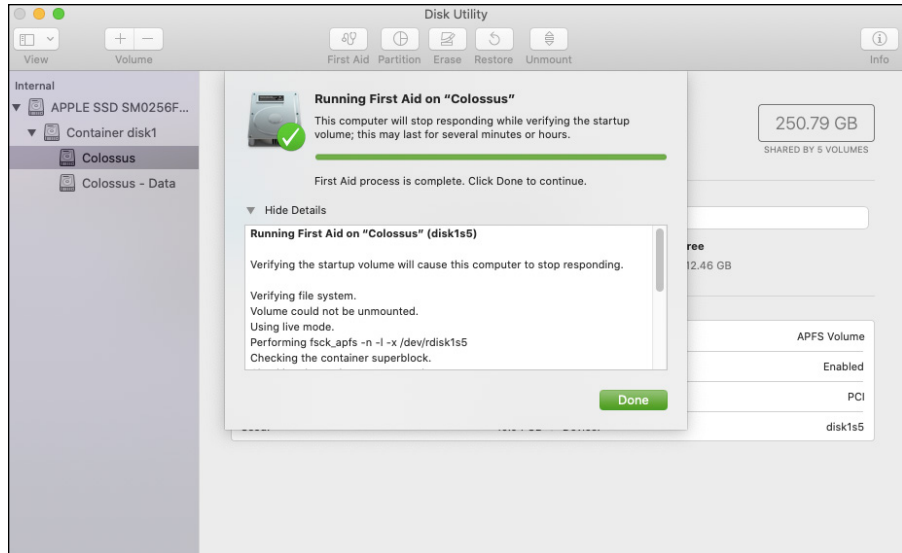 Disk Utility
View
Volume
First Aid
Partition
Erase
Restore
Unmount
Info
Internal
APPLE SSD SM0256F...
Container disk1
Colossus
Colossus - Data
Running First Aid on “Colossus”
This computer will stop responding while verifying the startup
volume; this may last for several minutes or hours.
First Aid process is complete. Click Done to continue.
Hide Details
Running First Aid on “Colossus” (disk1s5)
Verifying the startup volume will cause this computer to stop responding.
Verifying file system.
Volume could not be unmounted.
Using live mode.
Performing fsck_apfs -n -l -x /dev/rdisk1s5
Checking the container superblock.
Done
250.79 GB
SHARED BY 5 VOLUMES
ree
12.46 GB
APFS Volume
Enabled
PCI
disk1s5